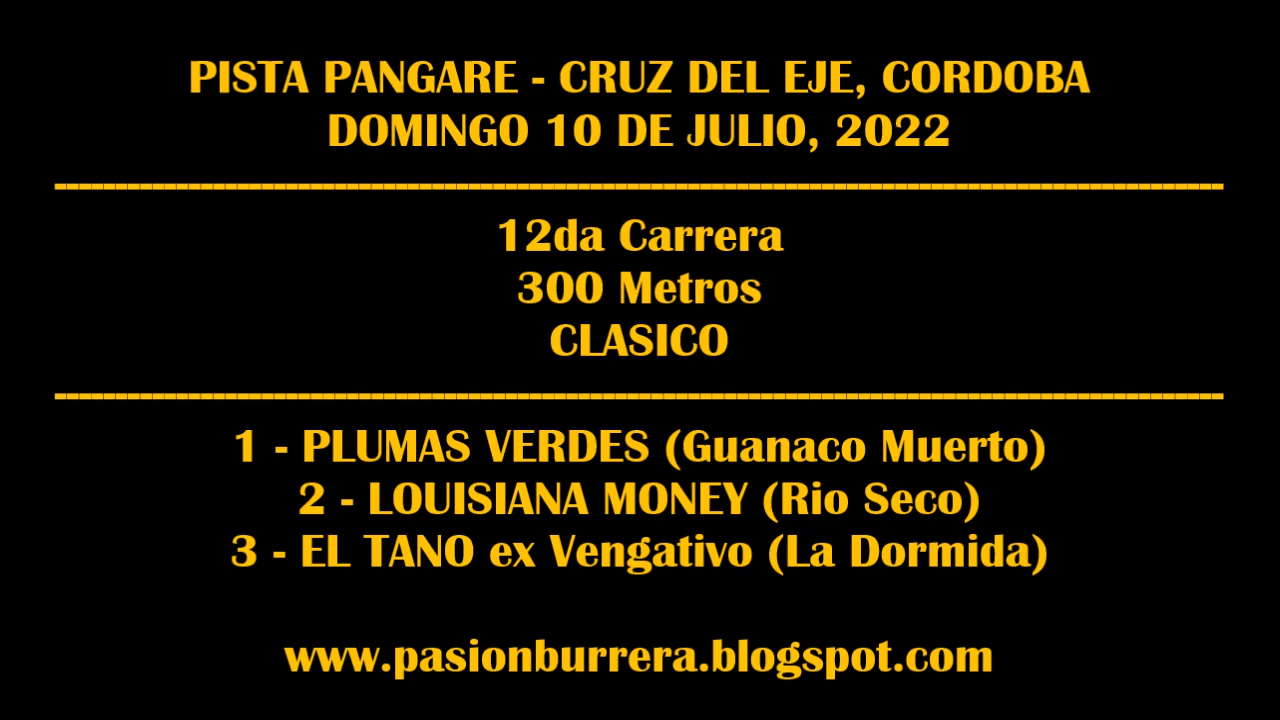 PISTA PANGARE - CRUZ DEL EJE, CORDOBA
DOMINGO 10 DE JULIO, 2022
12da Carrera
300 Metros
CLASICO
1 - PLUMAS VERDES (Guanaco Muerto)
2 - LOUISIANA MONEY (Rio Seco)
3 - EL TANO ex Vengativo (La Dormida)
www.pasionburrera.blogspot.com